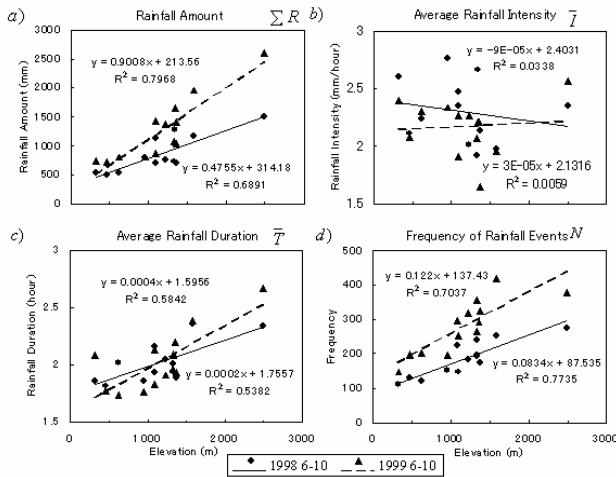 a) Rainfall Amount ΣR
Rainfall Amount (mm)
3000
2500
2000
1500
1000
500
0
y = 0.9008x + 213.56
R² = 0.7968
y = 0.4755x + 314.18
R² = 0.6891
b) Average Rainfall Intensity Ī
Rainfall Intensity (mm/hour)
3
2.5
2
1.5
y = -9E-05x + 2.4031
R² = 0.0338
y = 3E-05x + 2.1316
R² = 0.0059
c) Average Rainfall Duration T̄
Rainfall Duration (hour)
3
2.5
2
1.5
y = 0.0004x + 1.5956
R² = 0.5842
y = 0.0002x + 1.7557
R² = 0.5382
0 1000 2000 3000
Elevation (m)
d) Frequency of Rainfall Events N
Frequency
500
400
300
200
100
0
y = 0.122x + 137.43
R² = 0.7037
y = 0.0834x + 87.535
R² = 0.7735
0 1000 2000 3000
Elevation (m)
1998 6-10 1999 6-10